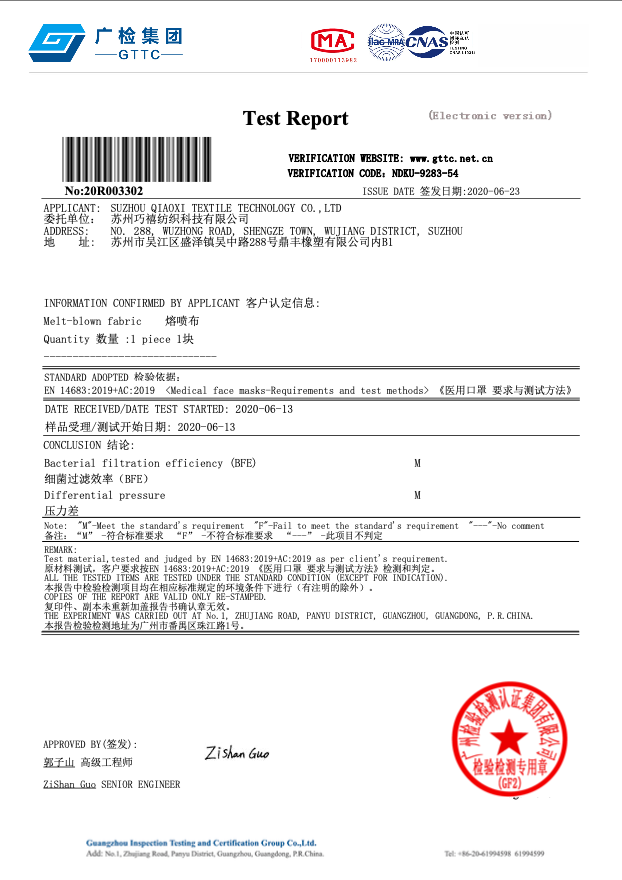 广检集团
GTTC
MA
ilac-MRA
CNAS
TESTING
Test Report
(Electronic version)
VERIFICATION WEBSITE: www.gttc.net.cn
VERIFICATION CODE: NDKU-9283-54
No:20R003302
ISSUE DATE 签发日期:2020-06-23
APPLICANT: SUZHOU QIAOXI TEXTILE TECHNOLOGY CO.,LTD
委托单位: 苏州巧禧纺织科技有限公司
ADDRESS: NO. 288, WUZHONG ROAD, SHENGZE TOWN, WUJIANG DISTRICT, SUZHOU
地 址: 苏州市吴江区盛泽镇吴中路288号鼎丰橡塑有限公司内B1
INFORMATION CONFIRMED BY APPLICANT 客户认定信息:
Melt-blown fabric 熔喷布
Quantity 数量 :1 piece 1块
------------------------------
STANDARD ADOPTED 检验依据:
EN 14683:2019+AC:2019 <Medical face masks-Requirements and test methods> 《医用口罩 要求与测试方法》
DATE RECEIVED/DATE TEST STARTED: 2020-06-13
样品受理/测试开始日期: 2020-06-13
CONCLUSION 结论:
Bacterial filtration efficiency (BFE) M
细菌过滤效率（BFE）
Differential pressure M
压力差
Note: "M"-Meet the standard's requirement "F"-Fail to meet the standard's requirement "---"-No comment
备注: “M” -符合标准要求 “F” -不符合标准要求 “---” -此项目不判定
REMARK:
Test material,tested and judged by EN 14683:2019+AC:2019 as per client's requirement.
原材料测试, 客户要求按EN 14683:2019+AC:2019 《医用口罩 要求与测试方法》检测和判定。
ALL THE TESTED ITEMS ARE TESTED UNDER THE STANDARD CONDITION (EXCEPT FOR INDICATION).
本报告中检验检测项目均在相应标准规定的环境条件下进行（有注明的除外）。
COPIES OF THE REPORT ARE VALID ONLY RE-STAMPED.
复印件、副本未重新加盖报告书确认章无效。
THE EXPERIMENT WAS CARRIED OUT AT No.1, ZHUJIANG ROAD, PANYU DISTRICT, GUANGZHOU, GUANGDONG, P.R.CHINA.
本报告检验检测地址为广州市番禺区珠江路1号。
广州检验检测认证集团有限公司
检验检测专用章
(GF2)
APPROVED BY(签发):
ZiShan Guo
郭子山 高级工程师
ZiShan Guo SENIOR ENGINEER
Guangzhou Inspection Testing and Certification Group Co.,Ltd.
Add: No.1, Zhujiang Road, Panyu District, Guangzhou, Guangdong, P.R.China.
Tel: +86-20-61994598 61994599